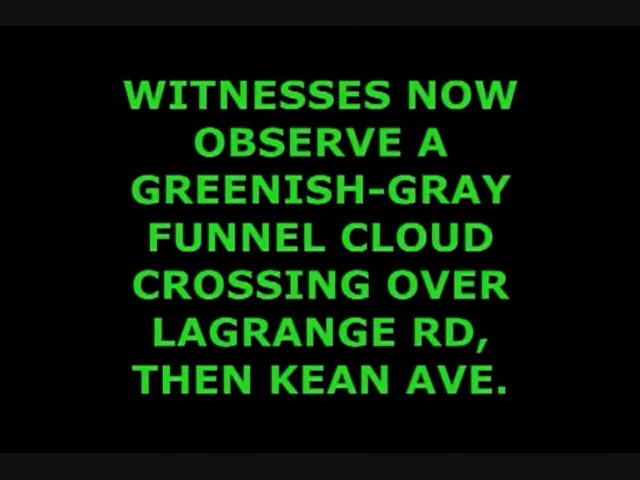 WITNESSES NOW
OBSERVE A
GREENISH-GRAY
FUNNEL CLOUD
CROSSING OVER
LAGRANGE RD,
THEN KEAN AVE.